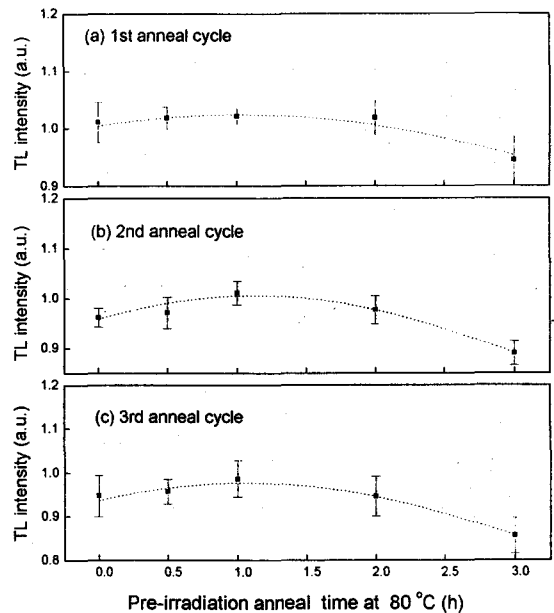 1.2
(a) 1st anneal cycle
1.1
1.0
0.9
TL intensity (a.u.)
1.2
(b) 2nd anneal cycle
1.1
1.0
0.9
TL intensity (a.u.)
1.2
(c) 3rd anneal cycle
1.1
1.0
0.9
0.8
TL intensity (a.u.)
0.0 0.5 1.0 1.5 2.0 2.5 3.0
Pre-irradiation anneal time at 80 °C (h)